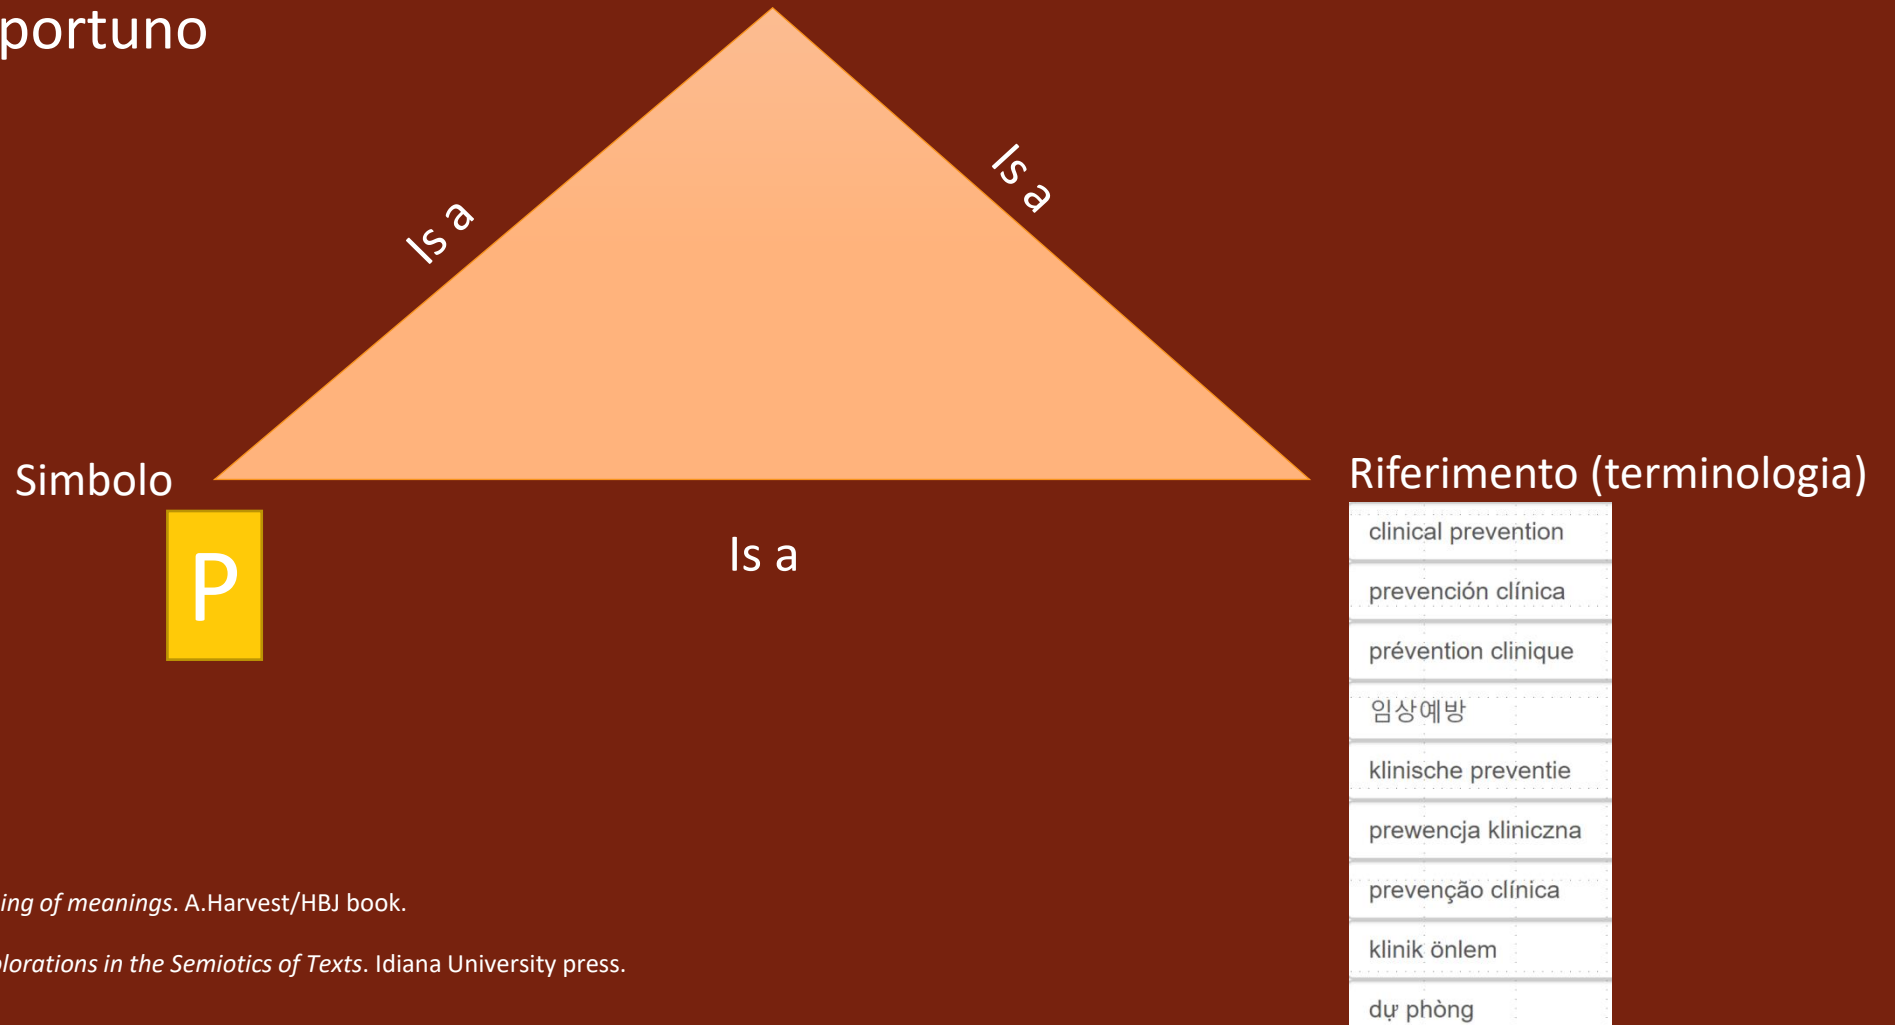 portuno
Is a
Is a
Simbolo
Riferimento (terminologia)
P
Is a
clinical prevention
prevención clínica
prévention clinique
임상예방
klinische preventie
prewencja kliniczna
prevenção clínica
klinik önlem
dự phòng
ing of meanings. A.Harvest/HBJ book.
lorations in the Semiotics of Texts. Idiana University press.